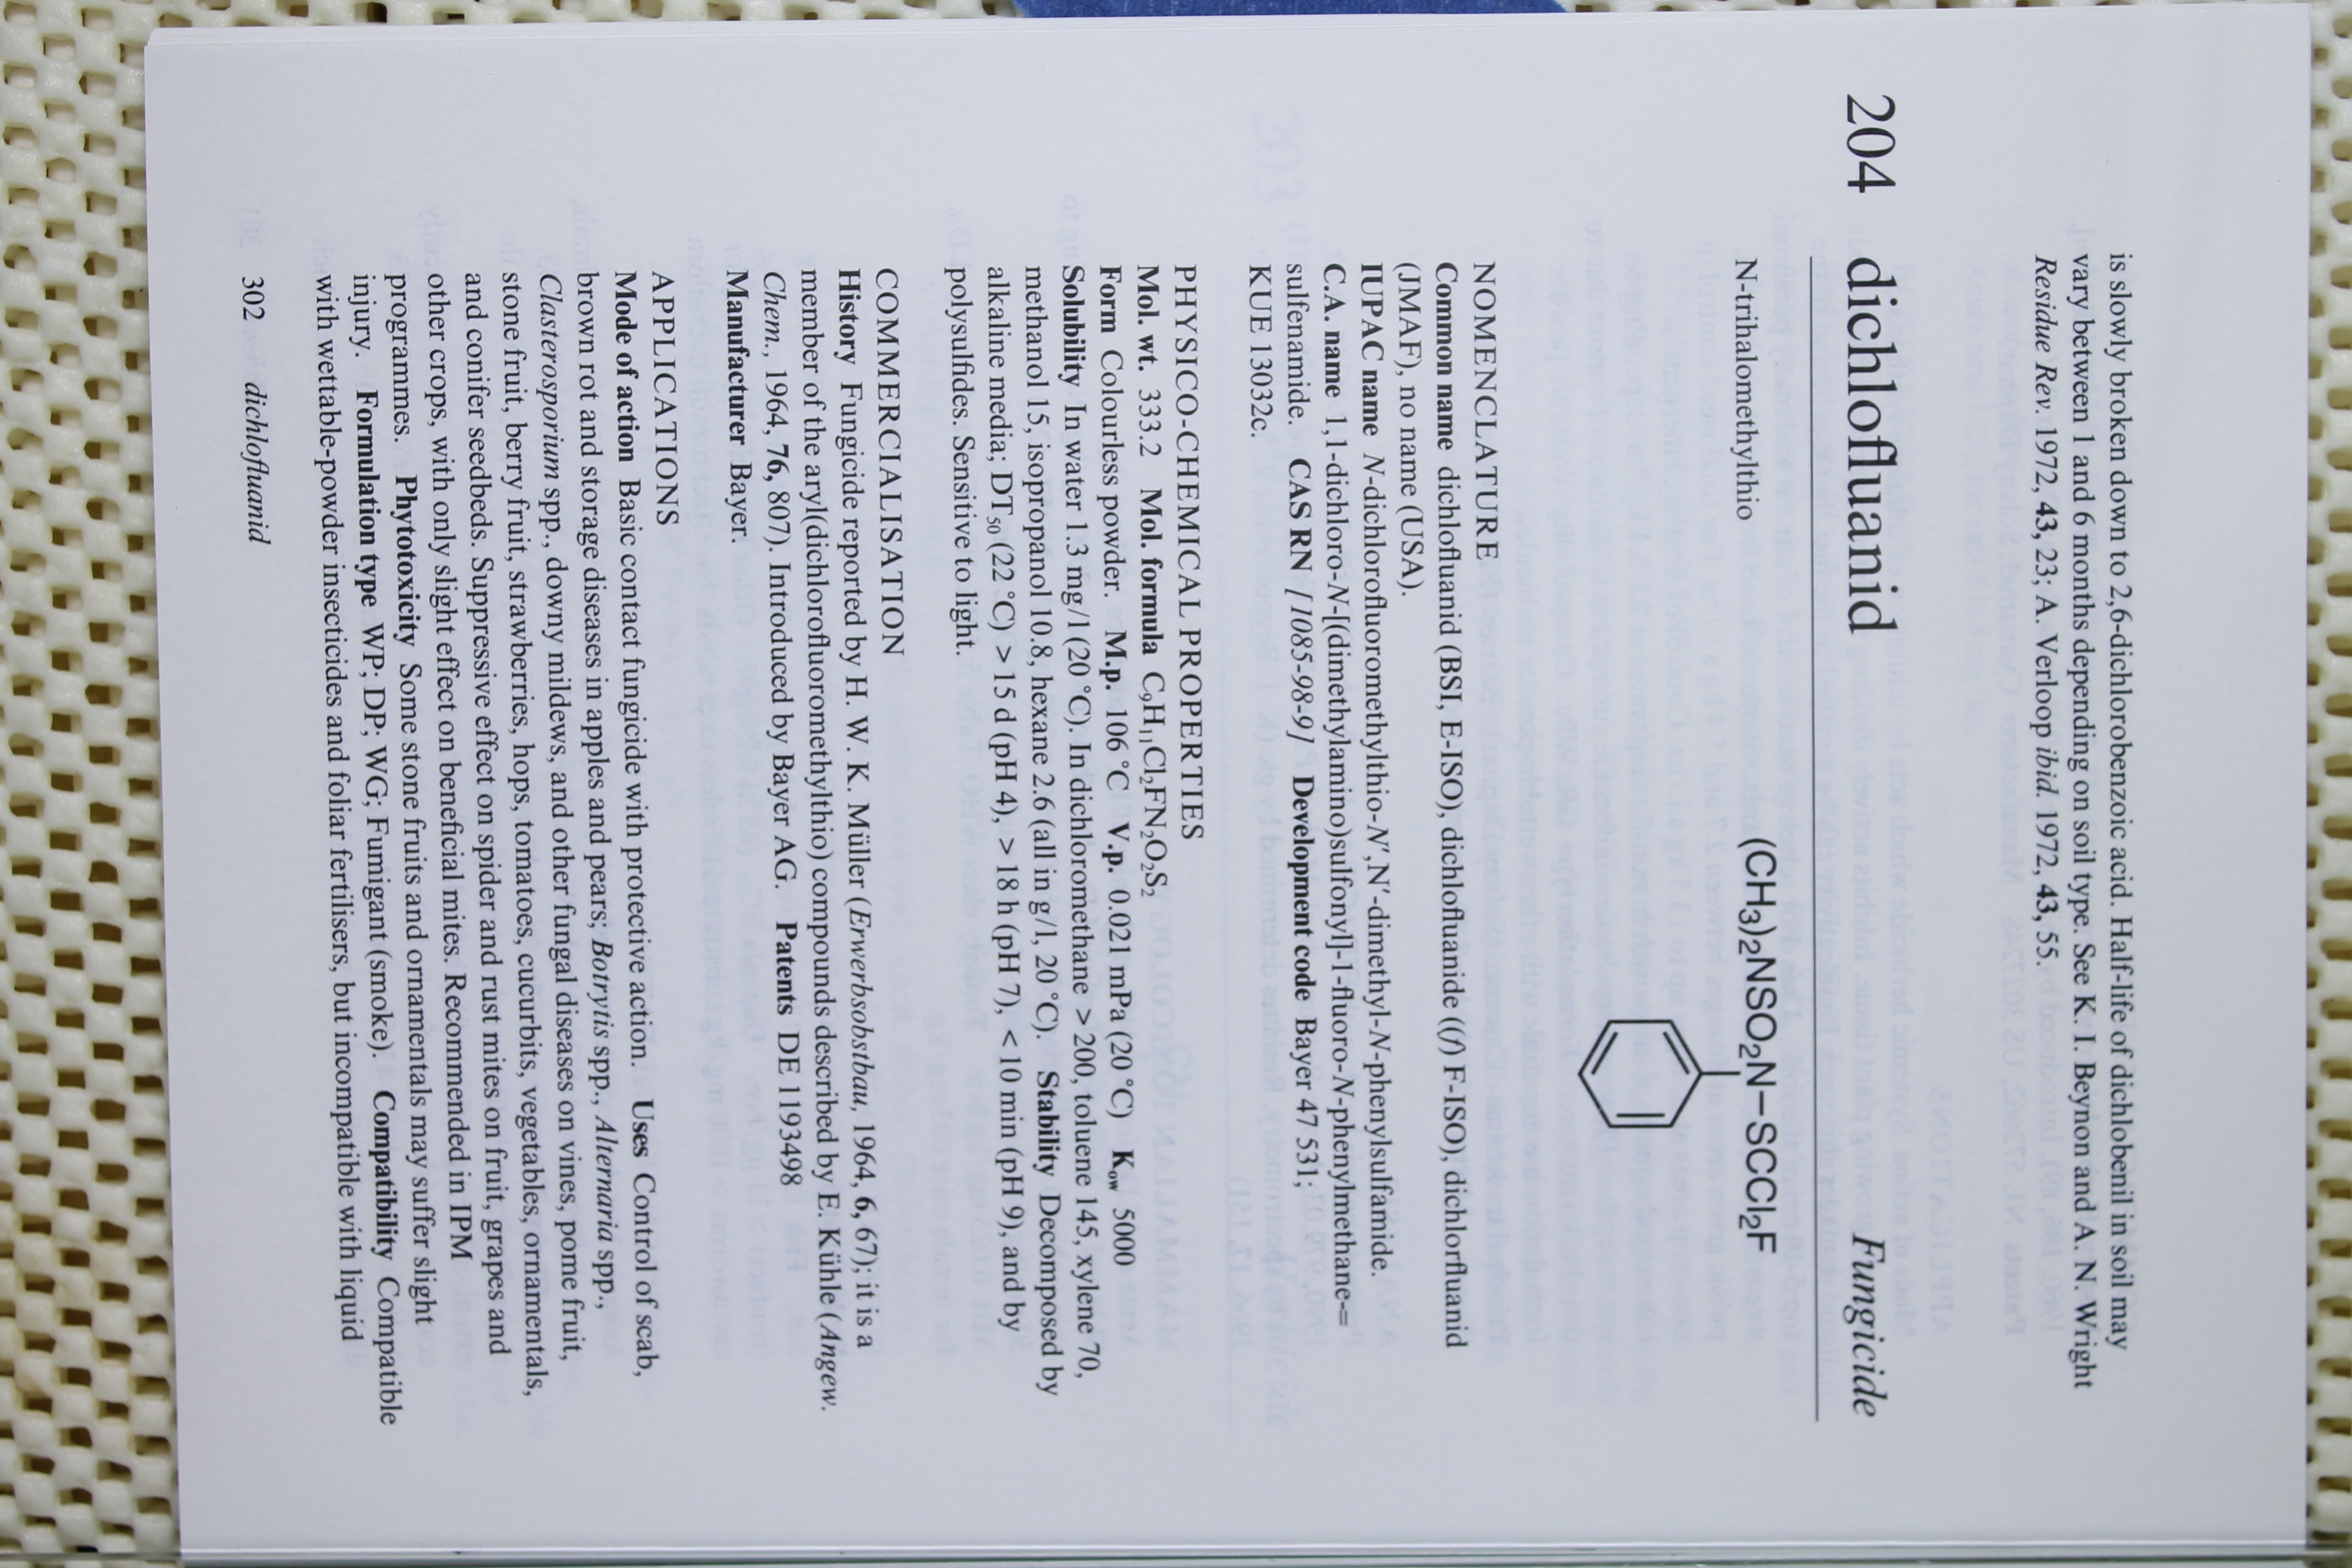 is slowly broken down to 2,6-dichlorobenzoic acid. Half-life of dichlobenil in soil may
vary between 1 and 6 months depending on soil type. See K. I. Beynon and A. N. Wright
Residue Rev. 1972, 43, 23; A. Verloop ibid. 1972, 43, 55.
204 dichlofluanid Fungicide
N-trihalomethylthio
(CH3)2NSO2N–SCCl2F
NOMENCLATURE
Common name dichlofluanid (BSI, E-ISO), dichlofluanide ((f) F-ISO), dichlorfluanid
(JMAF), no name (USA).
IUPAC name N-dichlorofluoromethylthio-N′,N′-dimethyl-N-phenylsulfamide.
C.A. name 1,1-dichloro-N-[(dimethylamino)sulfonyl]-1-fluoro-N-phenylmethane-=
sulfenamide. CAS RN [1085-98-9] Development code Bayer 47 531;
KUE 13032c.
PHYSICO-CHEMICAL PROPERTIES
Mol. wt. 333.2 Mol. formula C₉H₁₁Cl₂FN₂O₂S₂
Form Colourless powder. M.p. 106 °C V.p. 0.021 mPa (20 °C) Kow 5000
Solubility In water 1.3 mg/l (20 °C). In dichloromethane > 200, toluene 145, xylene 70,
methanol 15, isopropanol 10.8, hexane 2.6 (all in g/l, 20 °C). Stability Decomposed by
alkaline media; DT₅₀ (22 °C) > 15 d (pH 4), > 18 h (pH 7), < 10 min (pH 9), and by
polysulfides. Sensitive to light.
COMMERCIALISATION
History Fungicide reported by H. W. K. Müller (Erwerbsobstbau, 1964, 6, 67); it is a
member of the aryl(dichlorofluoromethylthio) compounds described by E. Kühle (Angew.
Chem., 1964, 76, 807). Introduced by Bayer AG. Patents DE 1193498
Manufacturer Bayer.
APPLICATIONS
Mode of action Basic contact fungicide with protective action. Uses Control of scab,
brown rot and storage diseases in apples and pears; Botrytis spp., Alternaria spp.,
Clasterosporium spp., downy mildews, and other fungal diseases on vines, pome fruit,
stone fruit, berry fruit, strawberries, hops, tomatoes, cucurbits, vegetables, ornamentals,
and conifer seedbeds. Suppressive effect on spider and rust mites on fruit, grapes and
other crops, with only slight effect on beneficial mites. Recommended in IPM
programmes. Phytotoxicity Some stone fruits and ornamentals may suffer slight
injury. Formulation type WP; DP; WG; Fumigant (smoke). Compatibility Compatible
with wettable-powder insecticides and foliar fertilisers, but incompatible with liquid
302 dichlofluanid